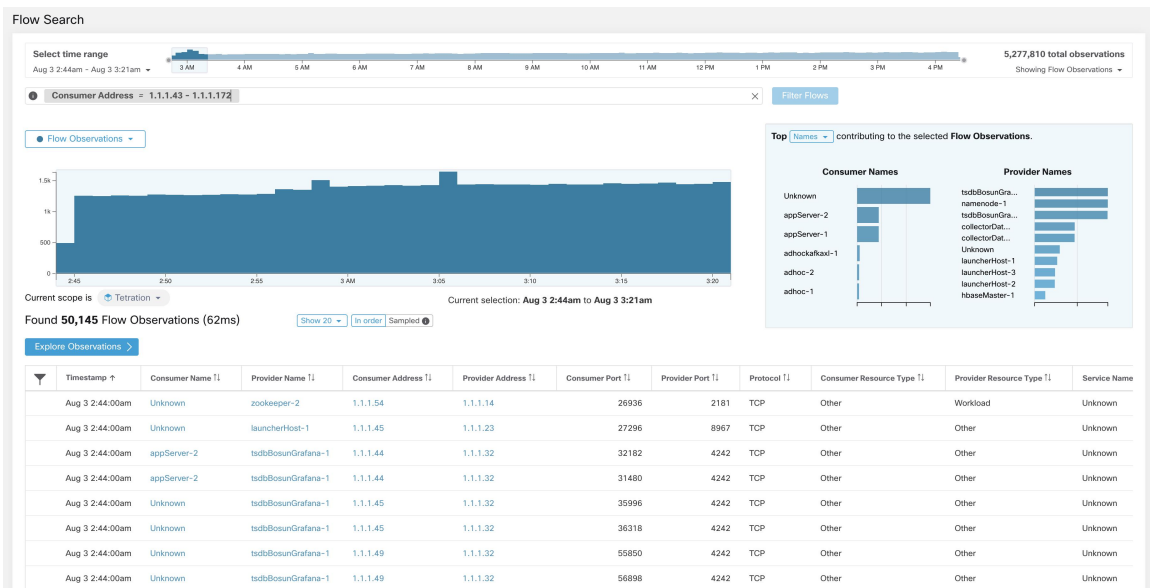 Flow Search
Select time range
Aug 3 2:44am - Aug 3 3:21am
3 AM 4 AM 5 AM 6 AM 7 AM 8 AM 9 AM 10 AM 11 AM 12 PM 1 PM 2 PM 3 PM 4 PM
5,277,810 total observations
Showing Flow Observations
Consumer Address = 1.1.1.43 - 1.1.1.172
Filter Flows
Flow Observations
1.5k
1k
500
0
2:45 2:50 2:55 3 AM 3:05 3:10 3:15 3:20
Top Names contributing to the selected Flow Observations.
Consumer Names
Unknown
appServer-2
appServer-1
adhockafkaxl-1
adhoc-2
adhoc-1
Provider Names
tsdbBosunGra...
namenode-1
tsdbBosunGra...
collectorDat...
collectorDat...
Unknown
launcherHost-1
launcherHost-3
launcherHost-2
hbaseMaster-1
Current scope is Tetration
Current selection: Aug 3 2:44am to Aug 3 3:21am
Found 50,145 Flow Observations (62ms)
Show 20 In order Sampled
Explore Observations
Timestamp Consumer Name Provider Name Consumer Address Provider Address Consumer Port Provider Port Protocol Consumer Resource Type Provider Resource Type Service Name
Aug 3 2:44:00am Unknown zookeeper-2 1.1.1.54 1.1.1.14 26936 2181 TCP Other Workload Unknown
Aug 3 2:44:00am Unknown launcherHost-1 1.1.1.45 1.1.1.23 27296 8967 TCP Other Other Unknown
Aug 3 2:44:00am appServer-2 tsdbBosunGrafana-1 1.1.1.44 1.1.1.32 32182 4242 TCP Other Other Unknown
Aug 3 2:44:00am appServer-2 tsdbBosunGrafana-1 1.1.1.44 1.1.1.32 31480 4242 TCP Other Other Unknown
Aug 3 2:44:00am Unknown tsdbBosunGrafana-1 1.1.1.45 1.1.1.32 35996 4242 TCP Other Other Unknown
Aug 3 2:44:00am Unknown tsdbBosunGrafana-1 1.1.1.45 1.1.1.32 36318 4242 TCP Other Other Unknown
Aug 3 2:44:00am Unknown tsdbBosunGrafana-1 1.1.1.49 1.1.1.32 55850 4242 TCP Other Other Unknown
Aug 3 2:44:00am Unknown tsdbBosunGrafana-1 1.1.1.49 1.1.1.32 56898 4242 TCP Other Other Unknown